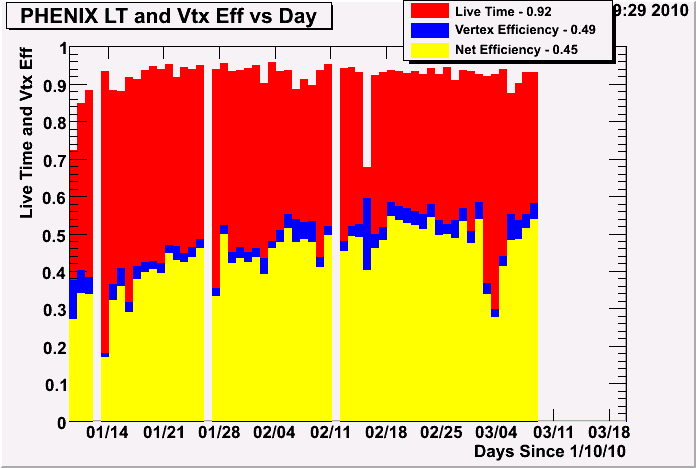 PHENIX LT and Vtx Eff vs Day
9:29 2010
Live Time - 0.92
Vertex Efficiency - 0.49
Net Efficiency - 0.45
Live Time and Vtx Eff
1
0.9
0.8
0.7
0.6
0.5
0.4
0.3
0.2
0.1
0
01/14 01/21 01/28 02/04 02/11 02/18 02/25 03/04 03/11 03/18
Days Since 1/10/10